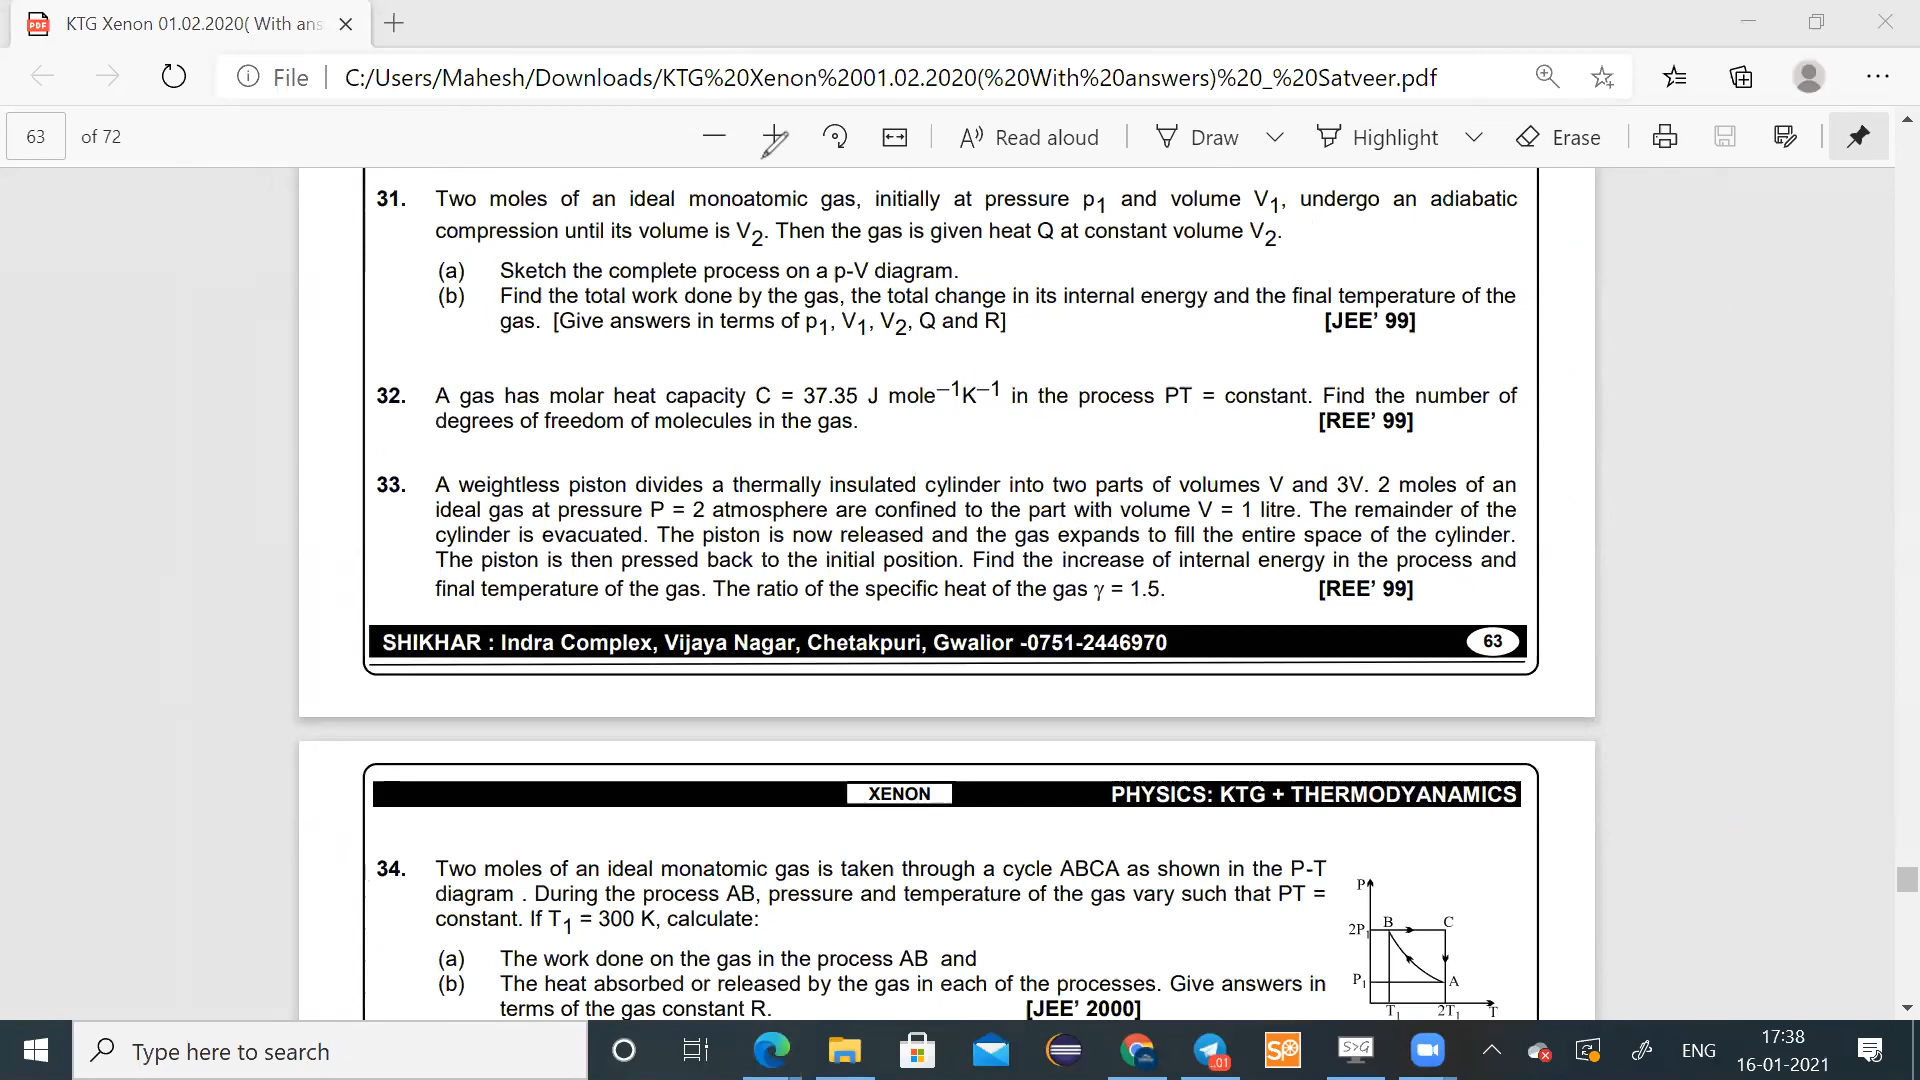 KTG Xenon 01.02.2020( With ans
File
C:/Users/Mahesh/Downloads/KTG%20Xenon%2001.02.2020(%20With%20answers)%20_%20Satveer.pdf
63 of 72
Read aloud
Draw
Highlight
Erase
31. Two moles of an ideal monoatomic gas, initially at pressure p1 and volume V1, undergo an adiabatic
compression until its volume is V2. Then the gas is given heat Q at constant volume V2.
(a) Sketch the complete process on a p-V diagram.
(b) Find the total work done by the gas, the total change in its internal energy and the final temperature of the
gas. [Give answers in terms of p1, V1, V2, Q and R] [JEE' 99]
32. A gas has molar heat capacity C = 37.35 J mole–1K–1 in the process PT = constant. Find the number of
degrees of freedom of molecules in the gas. [REE' 99]
33. A weightless piston divides a thermally insulated cylinder into two parts of volumes V and 3V. 2 moles of an
ideal gas at pressure P = 2 atmosphere are confined to the part with volume V = 1 litre. The remainder of the
cylinder is evacuated. The piston is now released and the gas expands to fill the entire space of the cylinder.
The piston is then pressed back to the initial position. Find the increase of internal energy in the process and
final temperature of the gas. The ratio of the specific heat of the gas γ = 1.5. [REE' 99]
SHIKHAR : Indra Complex, Vijaya Nagar, Chetakpuri, Gwalior -0751-2446970 63
XENON PHYSICS: KTG + THERMODYANAMICS
34. Two moles of an ideal monatomic gas is taken through a cycle ABCA as shown in the P-T
diagram . During the process AB, pressure and temperature of the gas vary such that PT =
constant. If T1 = 300 K, calculate:
(a) The work done on the gas in the process AB and
(b) The heat absorbed or released by the gas in each of the processes. Give answers in
terms of the gas constant R. [JEE' 2000]
P
2P1 B C
P1 A
T1 2T1 T
Type here to search
..01
S>G
ENG
17:38
16-01-2021